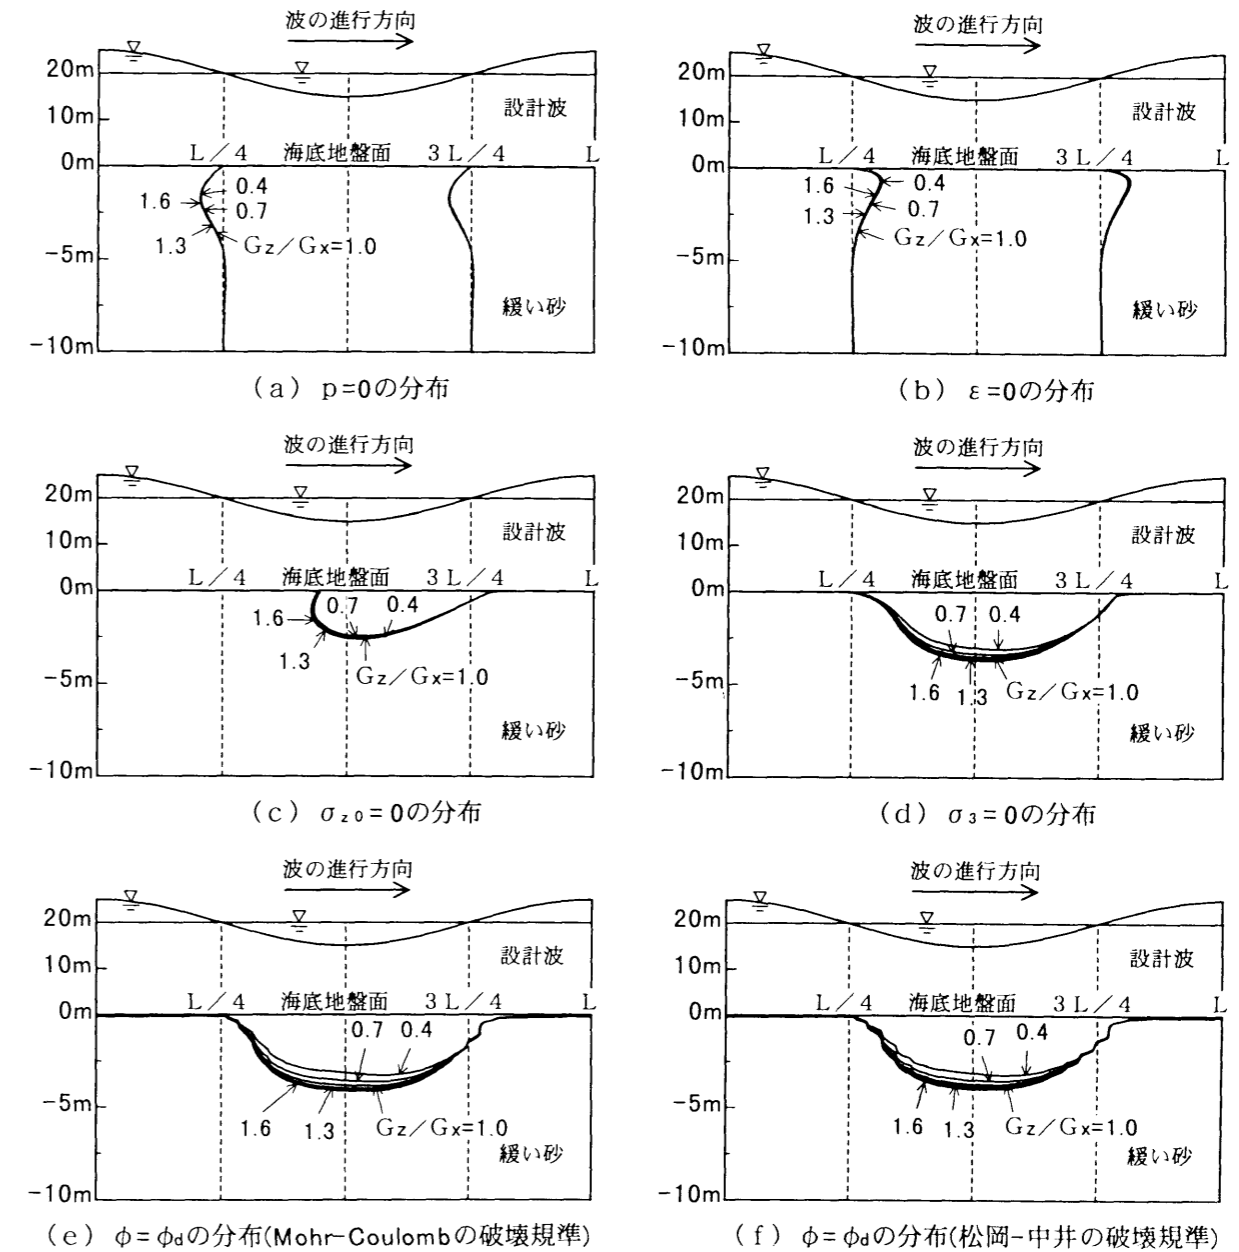 波の進行方向
20m
10m
設計波
0m
L/4
海底地盤面
3L/4
L
0.4
1.6
0.7
1.3
Gz/Gx=1.0
-5m
緩い砂
-10m
(a) p=0の分布
波の進行方向
20m
10m
設計波
0m
L/4
海底地盤面
3L/4
L
1.6
0.4
1.3
0.7
Gz/Gx=1.0
-5m
緩い砂
-10m
(b) ε=0の分布
波の進行方向
20m
10m
設計波
0m
L/4
海底地盤面
3L/4
L
0.7
0.4
1.6
1.3
Gz/Gx=1.0
-5m
緩い砂
-10m
(c) σz0=0の分布
波の進行方向
20m
10m
設計波
0m
L/4
海底地盤面
3L/4
L
0.7
0.4
1.6
1.3
Gz/Gx=1.0
-5m
緩い砂
-10m
(d) σ3=0の分布
波の進行方向
20m
10m
設計波
0m
L/4
海底地盤面
3L/4
L
0.7
0.4
-5m
1.6
1.3
Gz/Gx=1.0
緩い砂
-10m
(e) φ=φdの分布(Mohr-Coulombの破壊規準)
波の進行方向
20m
10m
設計波
0m
L/4
海底地盤面
3L/4
L
0.7
0.4
-5m
1.6
1.3
Gz/Gx=1.0
緩い砂
-10m
(f) φ=φdの分布(松岡-中井の破壊規準)